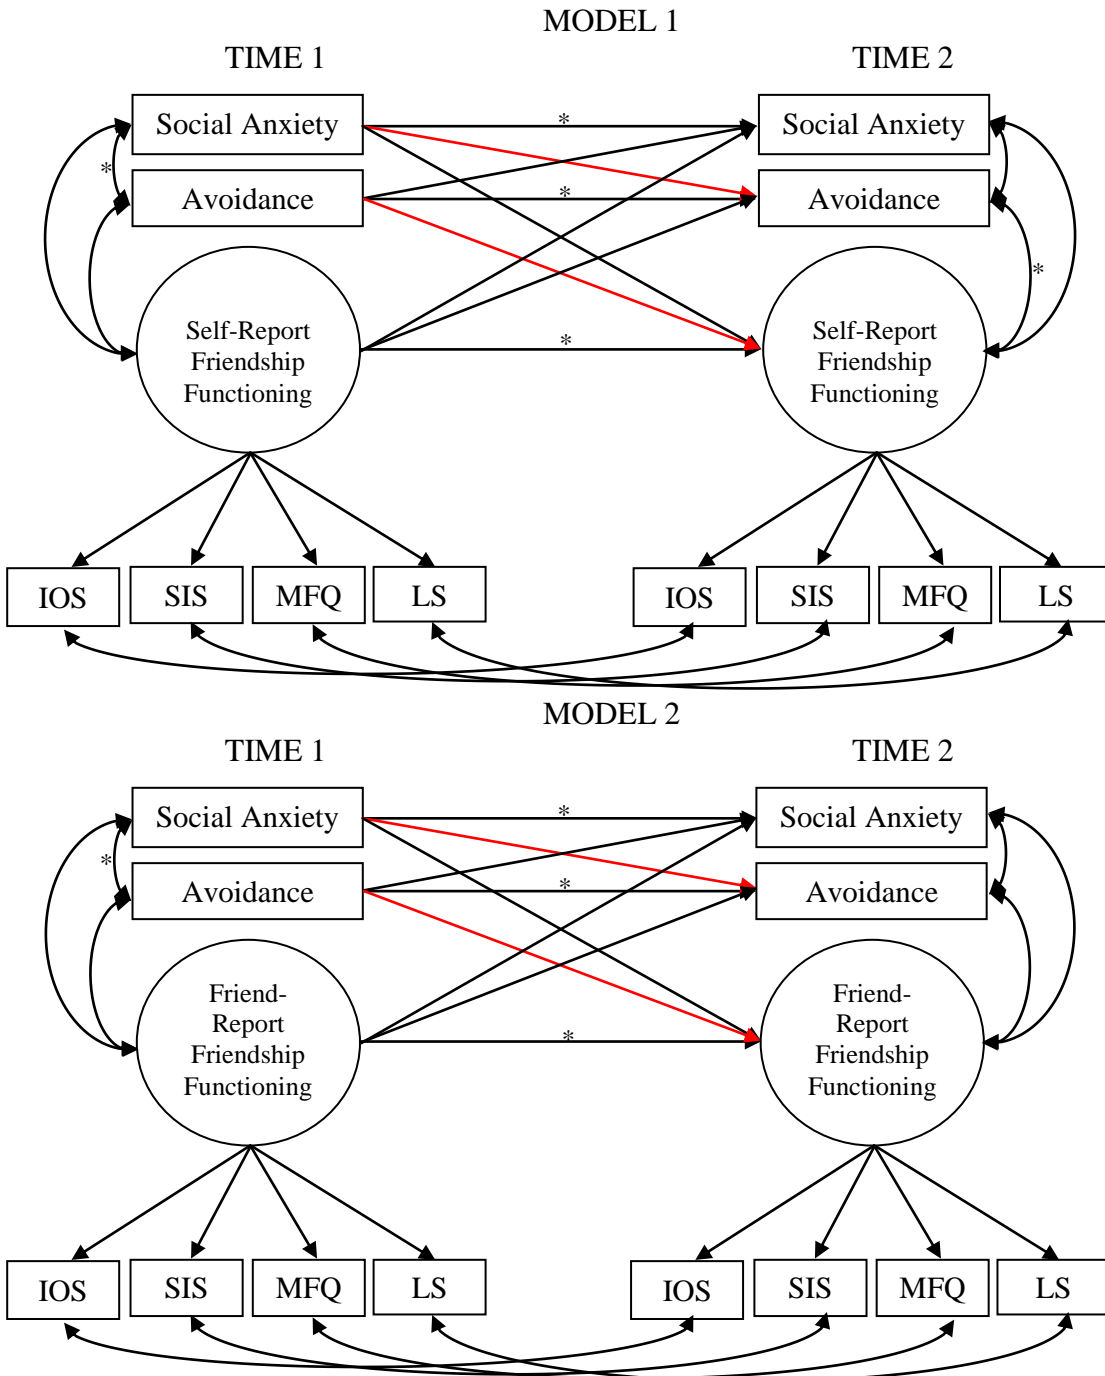 MODEL 1
TIME 1 TIME 2
Social Anxiety * Social Anxiety
*
Avoidance * Avoidance
*
Self-Report
Friendship
Functioning
*
Self-Report
Friendship
Functioning
IOS SIS MFQ LS IOS SIS MFQ LS
MODEL 2
TIME 1 TIME 2
Social Anxiety * Social Anxiety
*
Avoidance * Avoidance
Friend-
Report
Friendship
Functioning
*
Friend-
Report
Friendship
Functioning
IOS SIS MFQ LS IOS SIS MFQ LS